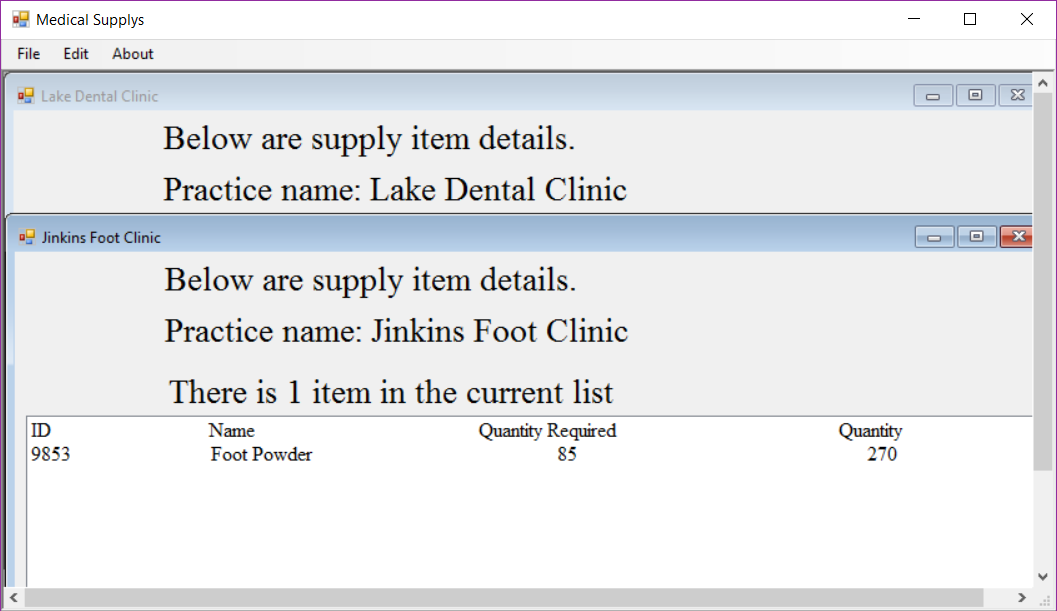 Medical Supplys
File Edit About
Lake Dental Clinic
Below are supply item details.
Practice name: Lake Dental Clinic
Jinkins Foot Clinic
Below are supply item details.
Practice name: Jinkins Foot Clinic
There is 1 item in the current list
ID Name Quantity Required Quantity
9853 Foot Powder 85 270